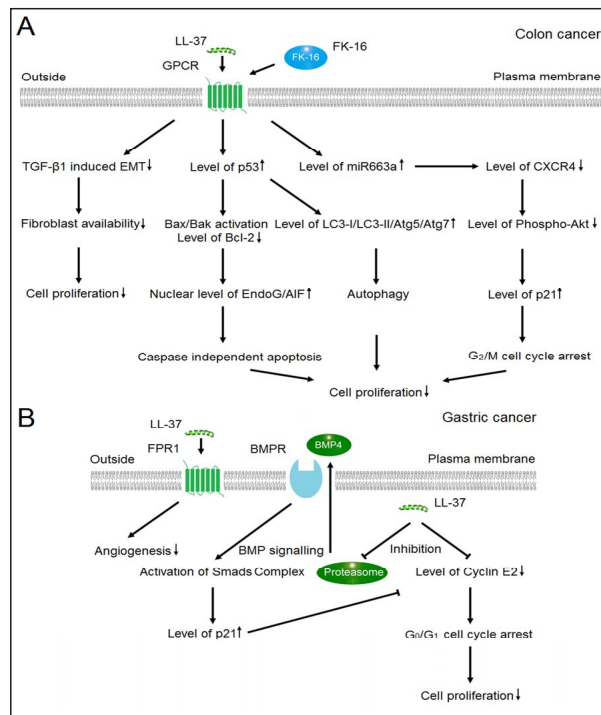 A
Colon cancer
LL-37
FK-16
FK-16
GPCR
Outside
Plasma membrane
TGF-β1 induced EMT↓
Level of p53↑
Level of miR663a↑
Level of CXCR4↓
Fibroblast availability↓
Bax/Bak activation
Level of Bcl-2↓
Level of LC3-I/LC3-II/Atg5/Atg7↑
Level of Phospho-Akt↓
Cell proliferation↓
Nuclear level of EndoG/AIF↑
Autophagy
Level of p21↑
Caspase independent apoptosis
G₂/M cell cycle arrest
Cell proliferation↓
B
Gastric cancer
LL-37
BMP4
FPR1
BMPR
Outside
Plasma membrane
LL-37
Angiogenesis↓
BMP signalling
Inhibition
Activation of Smads Complex
Proteasome
Level of Cyclin E2↓
Level of p21↑
G₀/G₁ cell cycle arrest
Cell proliferation↓